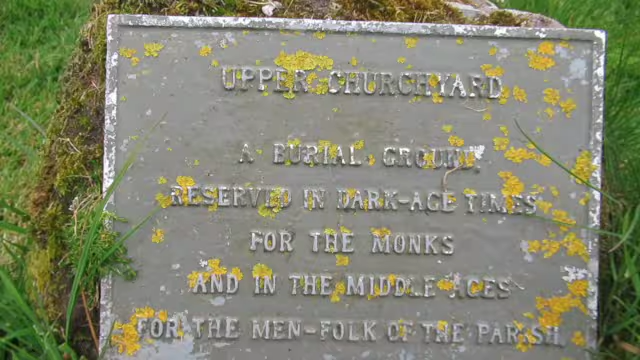 UPPER CHURCHYARD
A BURIAL GROUND
RESERVED IN DARK-AGE TIMES
FOR THE MONKS
AND IN THE MIDDLE AGES
FOR THE MEN-FOLK OF THE PARISH.